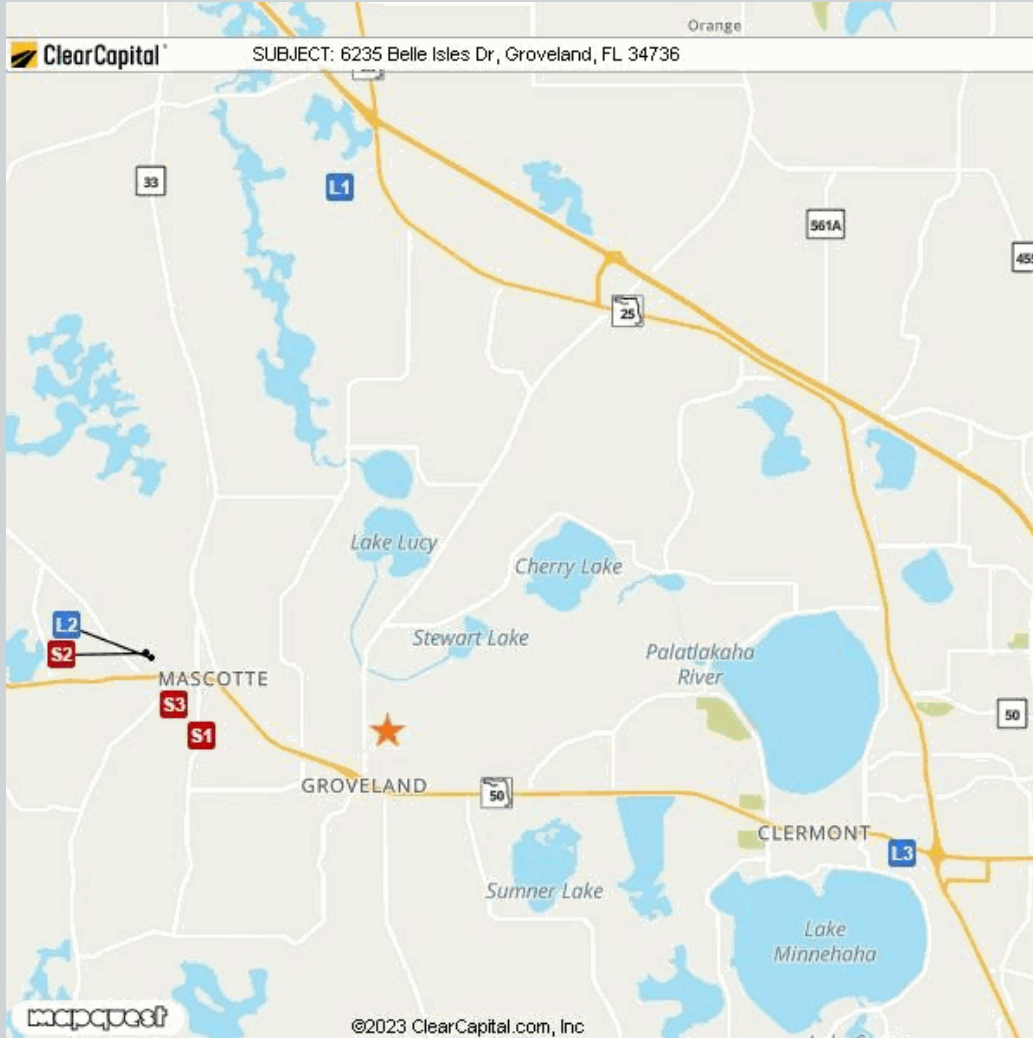 Orange
ClearCapital
SUBJECT: 6235 Belle Isles Dr, Groveland, FL 34736
33
L1
561A
455
25
Lake Lucy
Cherry Lake
L2
S2
Stewart Lake
Palatlakaha
River
MASCOTTE
S3
S1
50
GROVELAND
50
CLERMONT
L3
Sumner Lake
Lake
Minnehaha
mapquest
©2023 ClearCapital.com, Inc